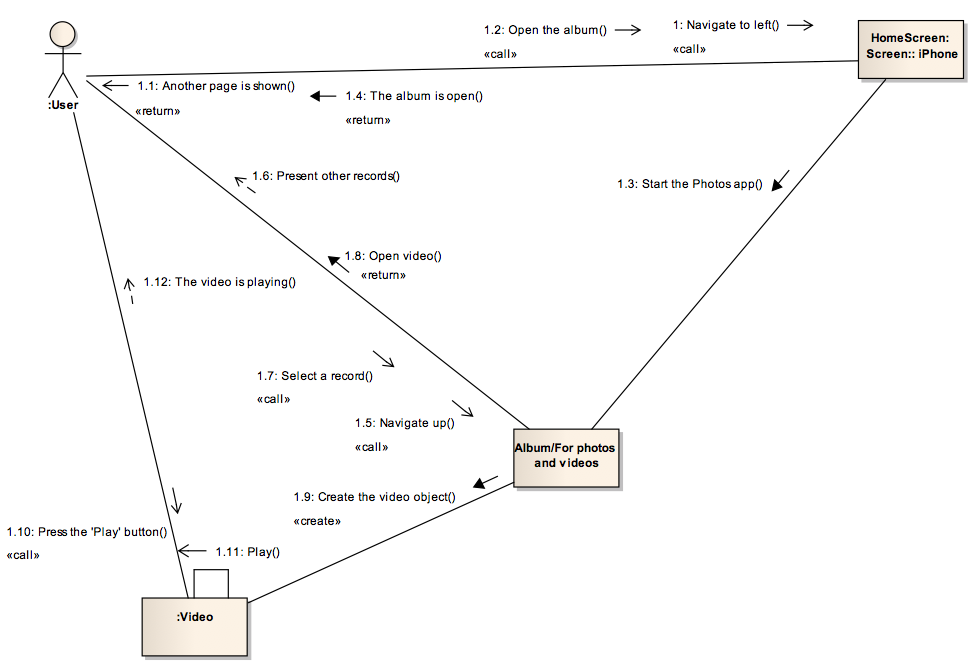 1.2: Open the album()
«call»
1: Navigate to left()
«call»
HomeScreen:
Screen:: iPhone
:User
1.1: Another page is shown()
«return»
1.4: The album is open()
«return»
1.6: Present other records()
1.3: Start the Photos app()
1.8: Open video()
«return»
1.12: The video is playing()
1.7: Select a record()
«call»
1.5: Navigate up()
«call»
Album/For photos
and videos
1.9: Create the video object()
«create»
1.10: Press the 'Play' button()
«call»
1.11: Play()
:Video